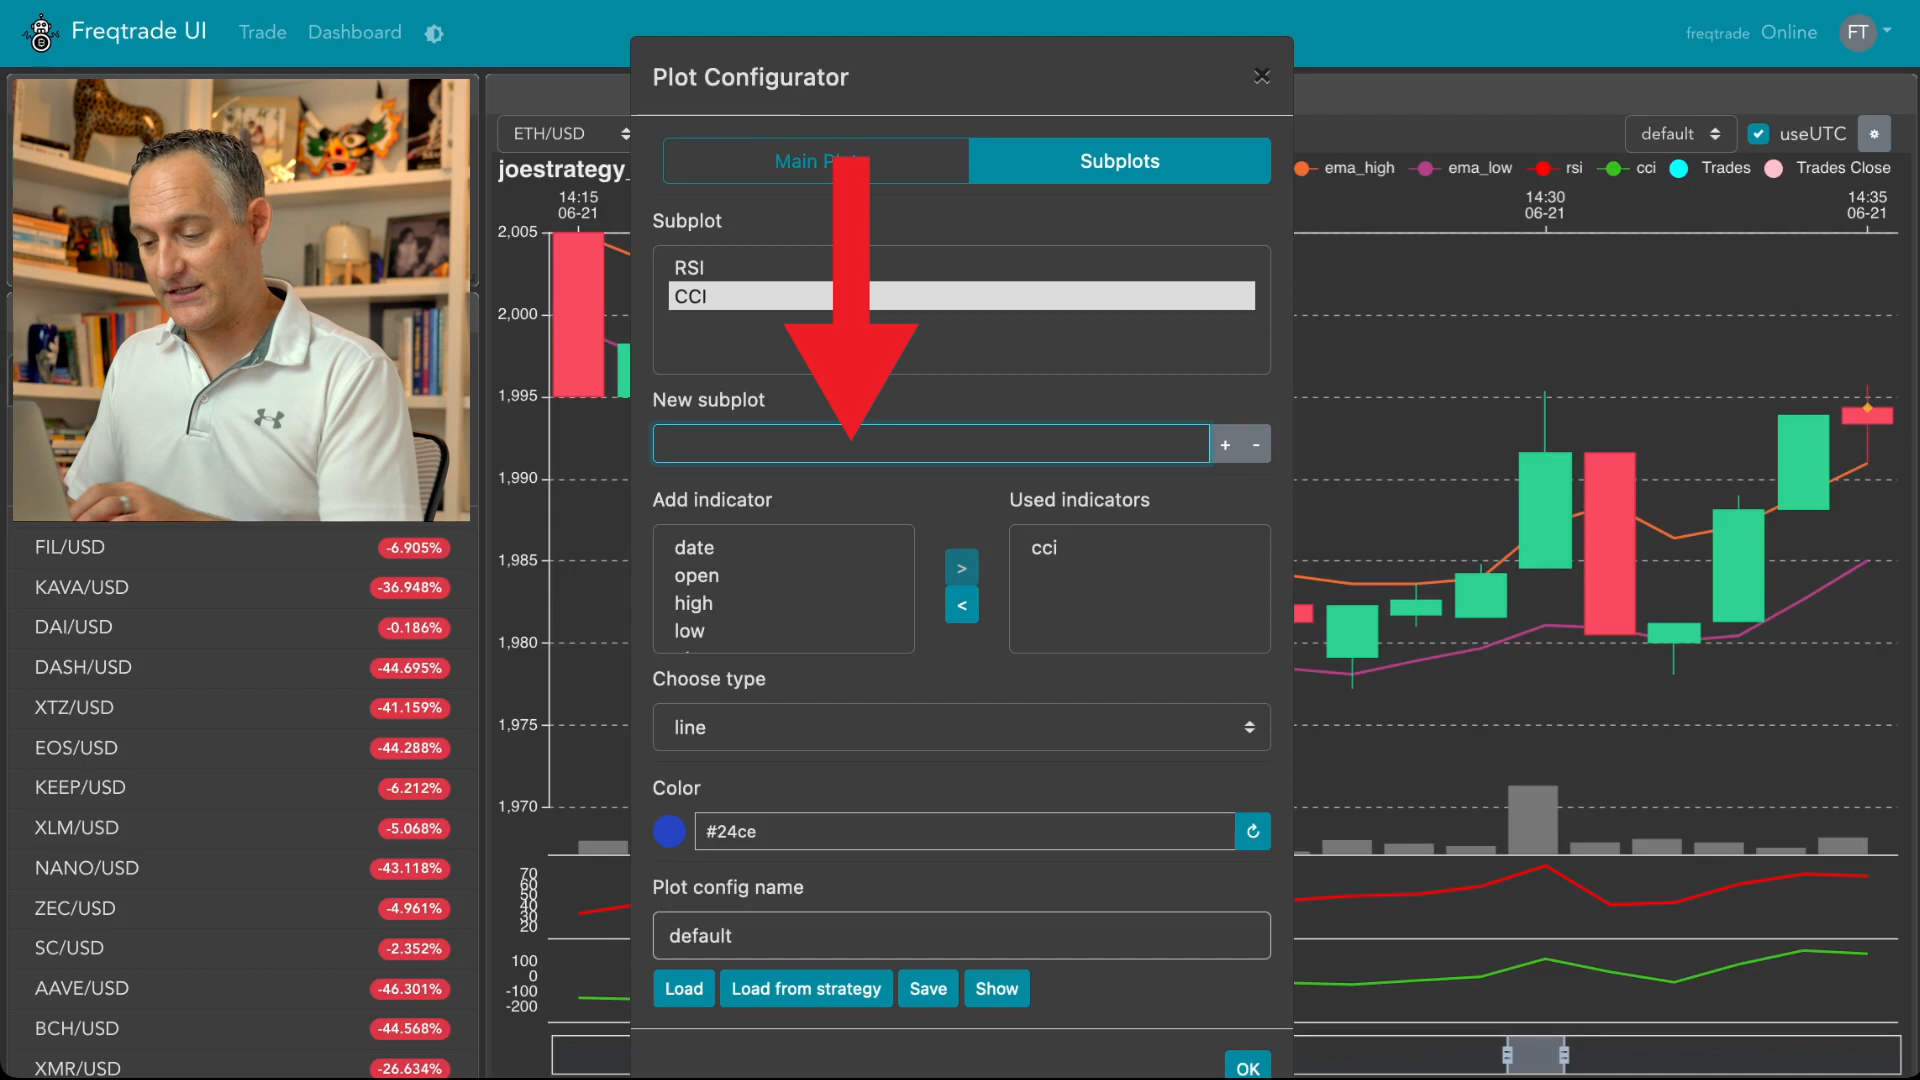 Freqtrade UI
Trade
Dashboard
freqtrade
Online
FT
Plot Configurator
ETH/USD
Main
Subplots
default
useUTC
joestrategy
ema_high
ema_low
rsi
cci
Trades
Trades Close
14:15
06-21
14:30
06-21
14:35
06-21
Subplot
RSI
CCI
2,005
2,000
1,995
1,990
1,985
1,980
1,975
1,970
70
60
50
40
30
20
100
0
-100
-200
New subplot
+
-
Add indicator
date
open
high
low
>
<
Used indicators
cci
Choose type
line
Color
#24ce
Plot config name
default
Load
Load from strategy
Save
Show
OK
FIL/USD -6.905%
KAVA/USD -36.948%
DAI/USD -0.186%
DASH/USD -44.695%
XTZ/USD -41.159%
EOS/USD -44.288%
KEEP/USD -6.212%
XLM/USD -5.068%
NANO/USD -43.118%
ZEC/USD -4.961%
SC/USD -2.352%
AAVE/USD -46.301%
BCH/USD -44.568%
XMR/USD -26.634%